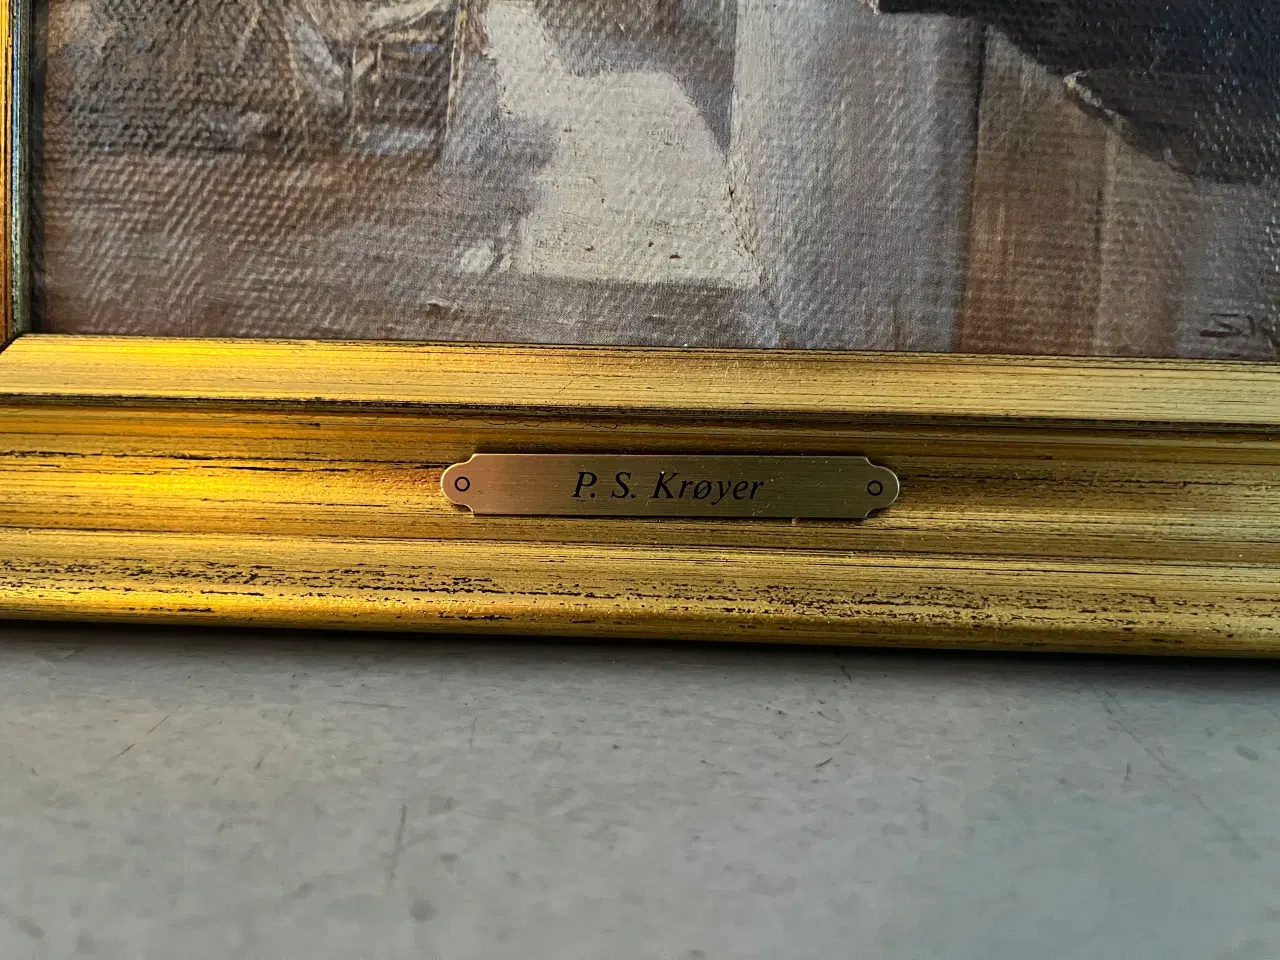 P. S. Krøyer